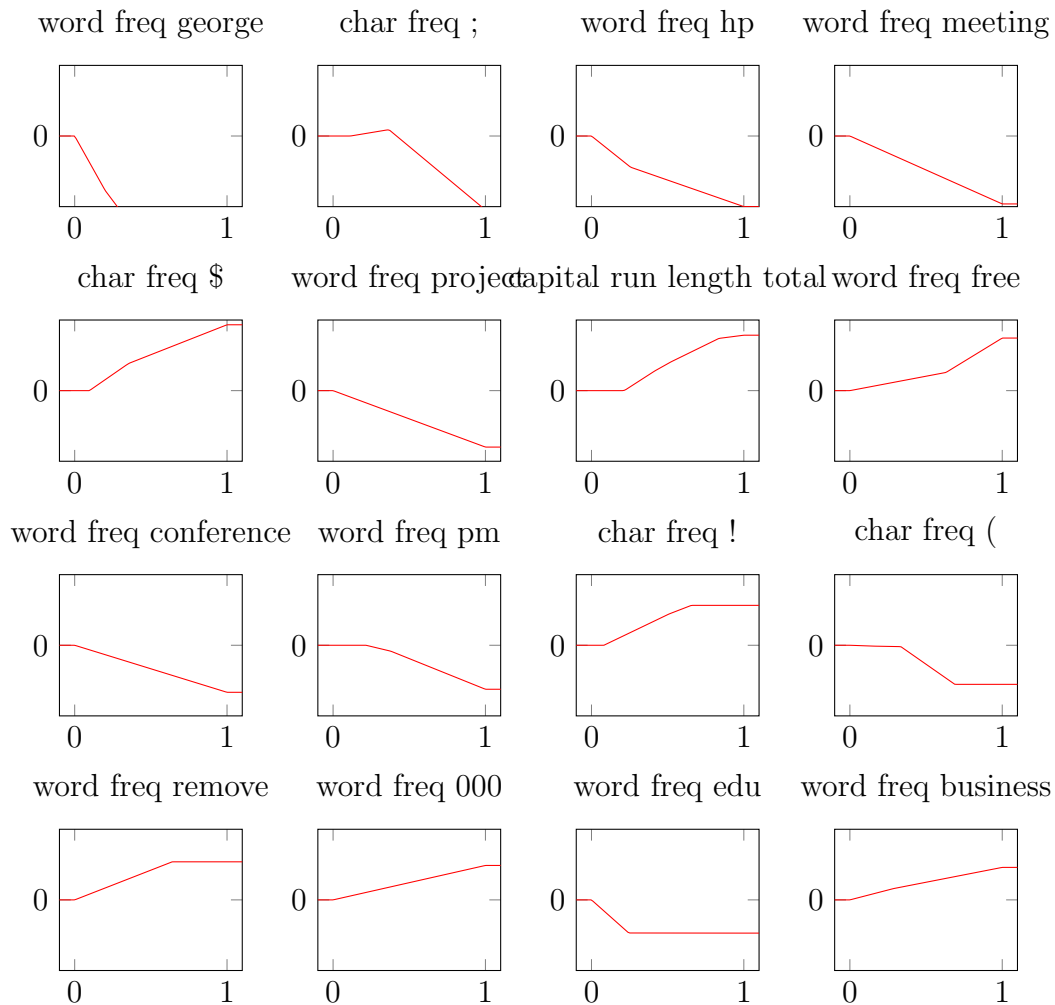 word freq george char freq ; word freq hp word freq meeting
0 0 0 0
0 1 0 1 0 1 0 1
char freq $ word freq project capital run length total word freq free
0 0 0 0
0 1 0 1 0 1 0 1
word freq conference word freq pm char freq ! char freq (
0 0 0 0
0 1 0 1 0 1 0 1
word freq remove word freq 000 word freq edu word freq business
0 0 0 0
0 1 0 1 0 1 0 1